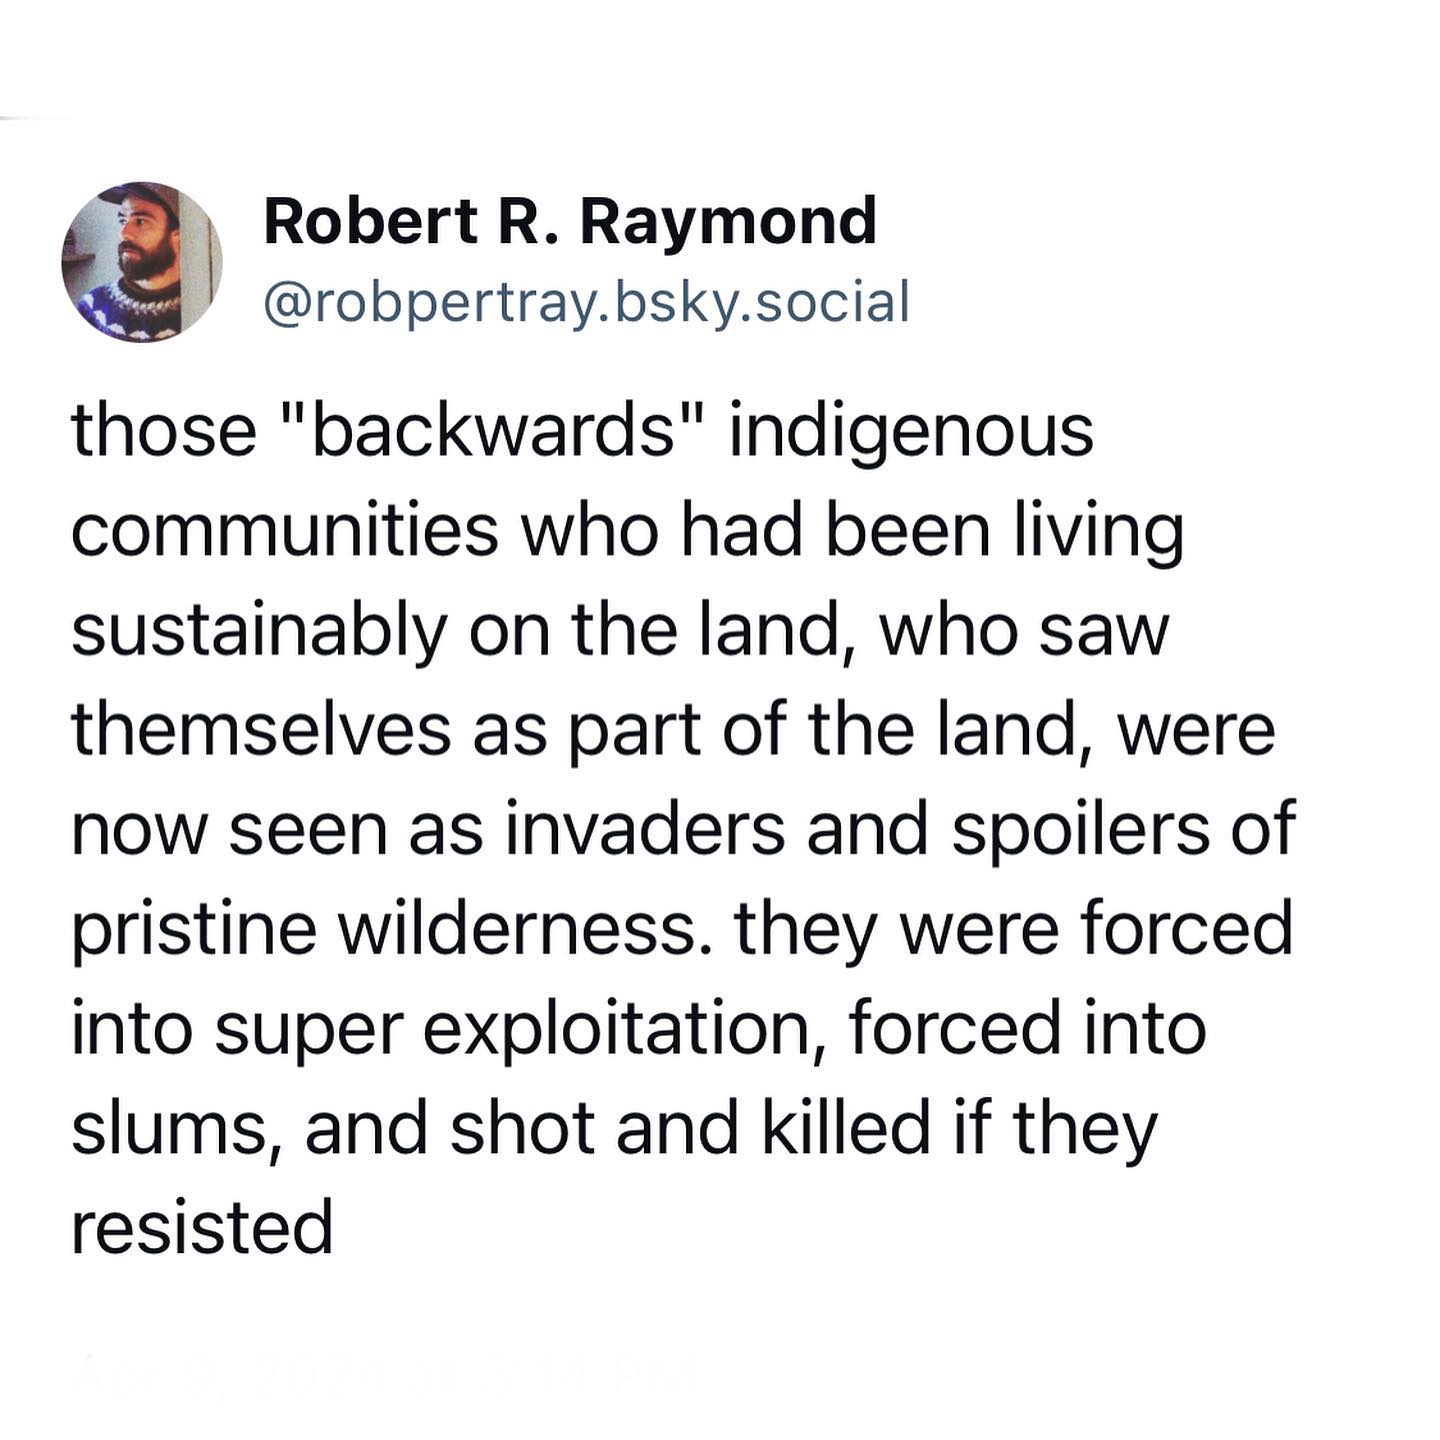 Robert R. Raymond
@robpertray.bsky.social
those "backwards" indigenous
communities who had been living
sustainably on the land, who saw
themselves as part of the land, were
now seen as invaders and spoilers of
pristine wilderness. they were forced
into super exploitation, forced into
slums, and shot and killed if they
resisted